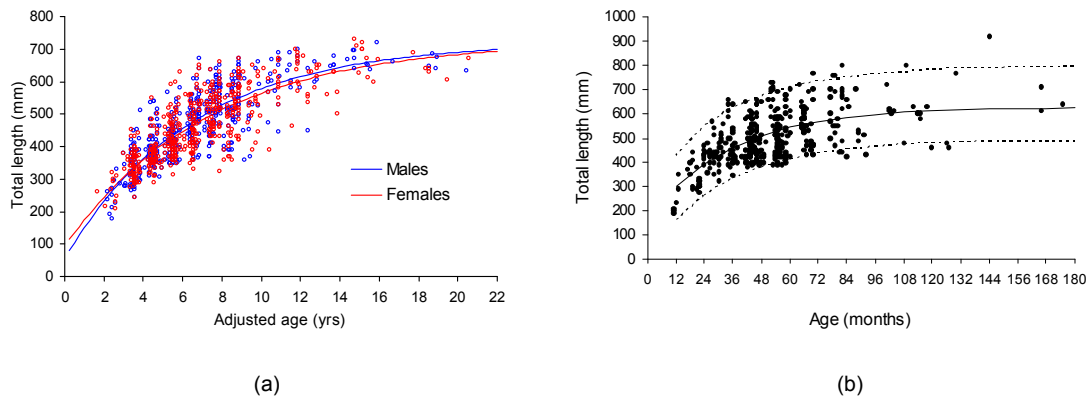 Total length (mm)
800
700
600
500
400
300
200
100
0
0 2 4 6 8 10 12 14 16 18 20 22
Adjusted age (yrs)
Males
Females
(a)
Total length (mm)
1000
900
800
700
600
500
400
300
200
100
0
0 12 24 36 48 60 72 84 96 108 120 132 144 156 168 180
Age (months)
(b)